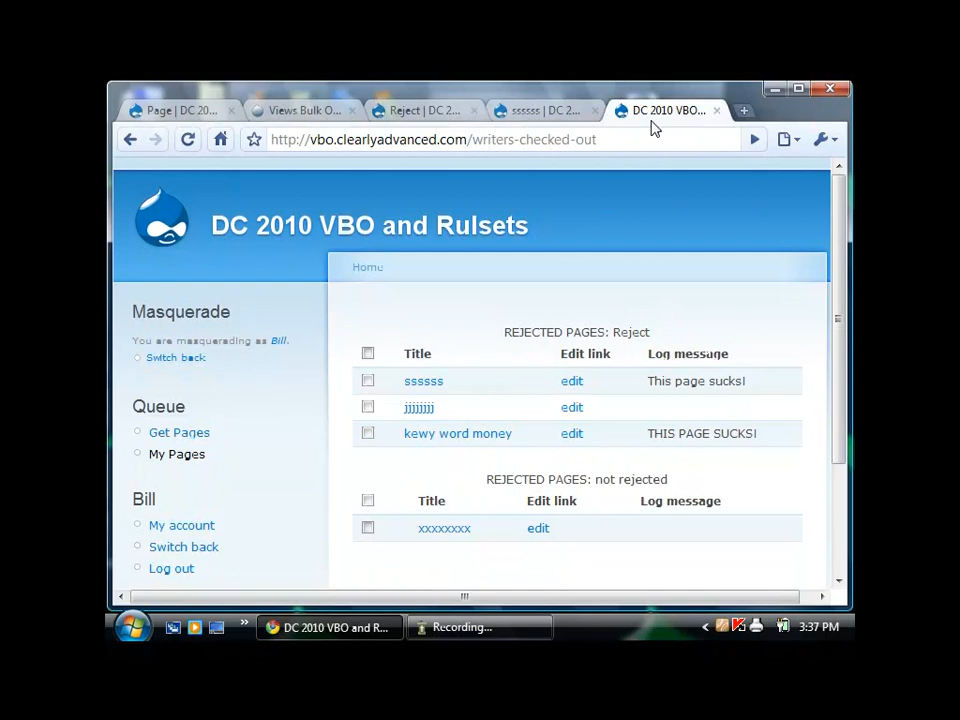 Page | DC 20...
Views Bulk O...
Reject | DC 2...
ssssss | DC 2...
DC 2010 VBO...
http://vbo.clearlyadvanced.com/writers-checked-out
DC 2010 VBO and Rulsets
Home
Masquerade
You are masquerading as Bill.
Switch back
Queue
Get Pages
My Pages
Bill
My account
Switch back
Log out
REJECTED PAGES: Reject
Title Edit link Log message
ssssss edit This page sucks!
jjjjjjjj edit
kewy word money edit THIS PAGE SUCKS!
REJECTED PAGES: not rejected
Title Edit link Log message
xxxxxxxx edit
DC 2010 VBO and R...
Recording...
3:37 PM